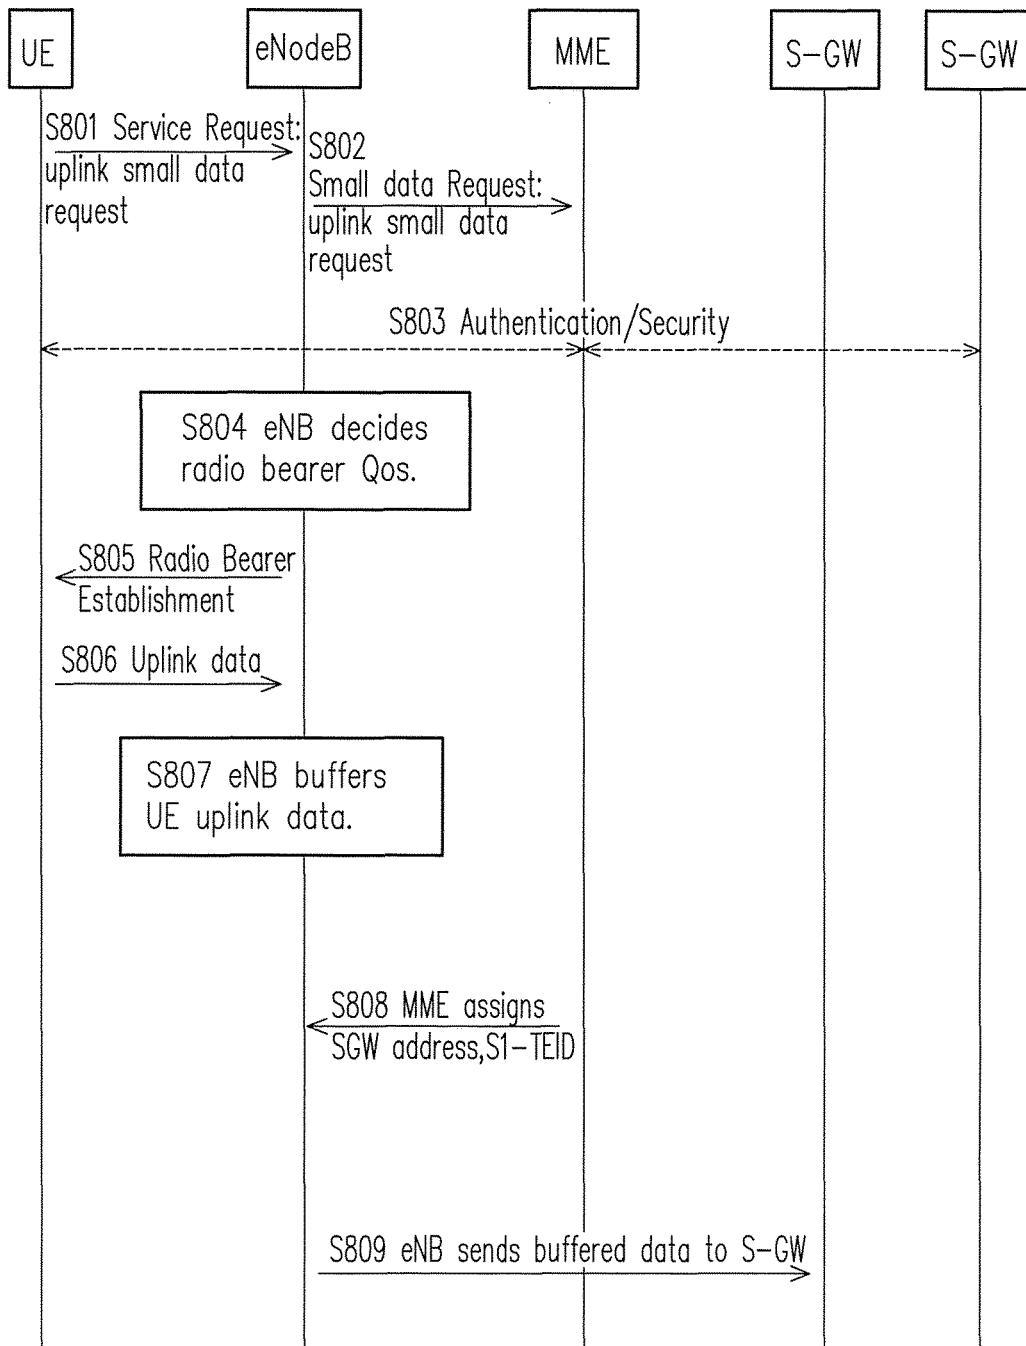 UE
eNodeB
MME
S-GW
S-GW
S801 Service Request:
uplink small data
request
S802
Small data Request:
uplink small data
request
S803 Authentication/Security
S804 eNB decides
radio bearer Qos.
S805 Radio Bearer
Establishment
S806 Uplink data
S807 eNB buffers
UE uplink data.
S808 MME assigns
SGW address,S1-TEID
S809 eNB sends buffered data to S-GW